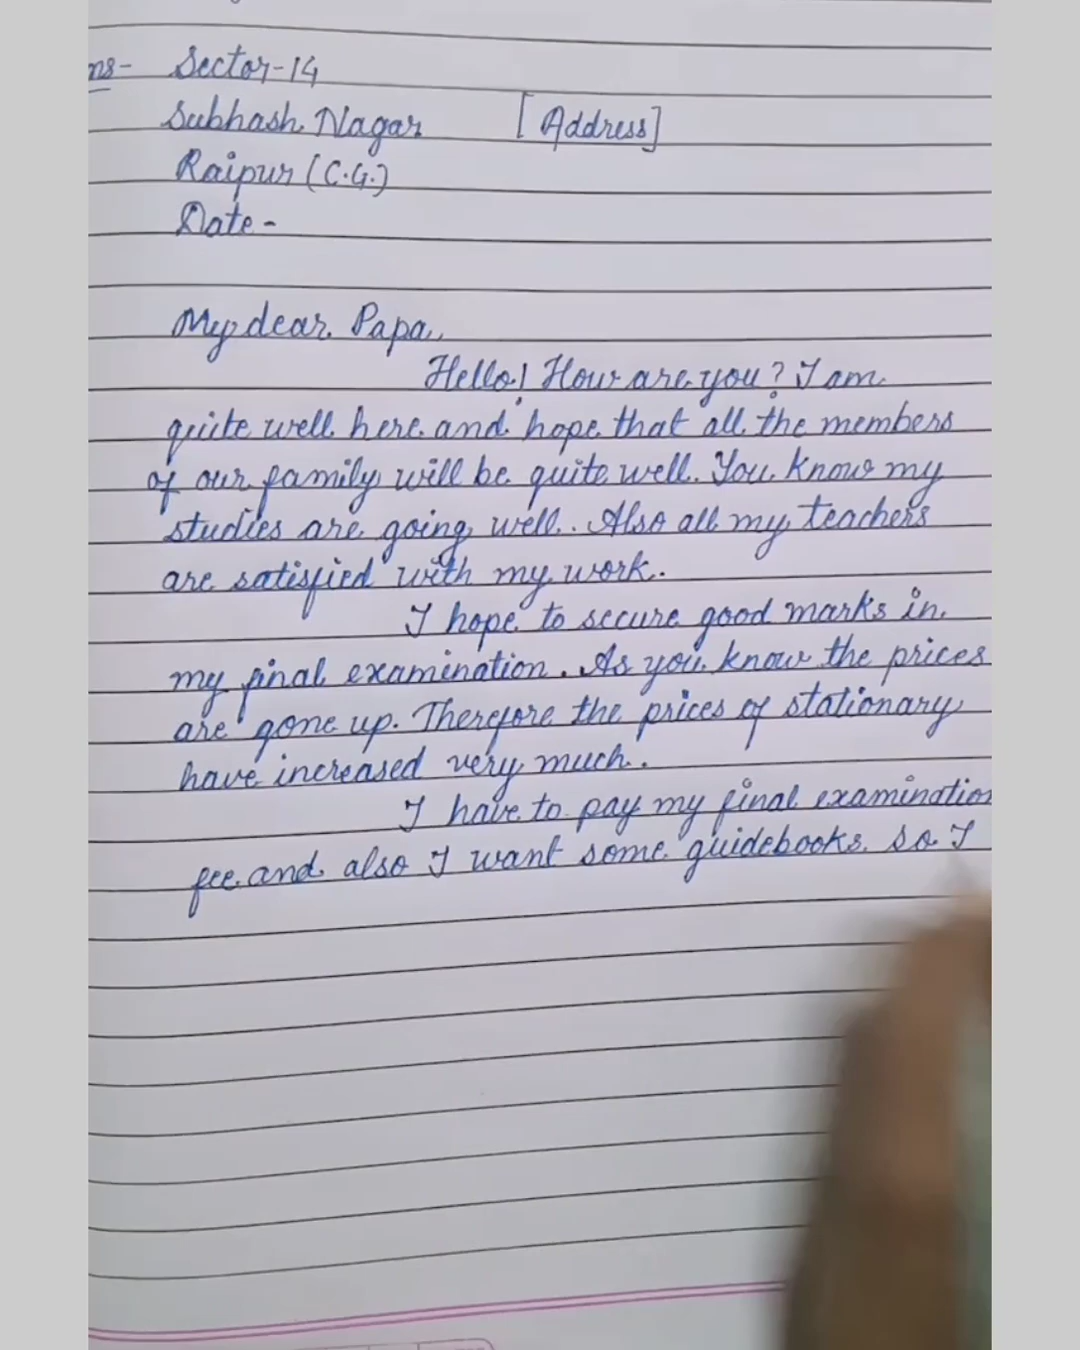 ns- Sector-14
Subhash Nagar [Address]
Raipur (C.G.)
Date -
My dear Papa,
Hello! How are you? I am
quite well here and hope that all the members
of our family will be quite well. You know my
studies are going well. Also all my teachers
are satisfied with my work.
I hope to secure good marks in
my final examination. As you know the prices
are gone up. Therefore the prices of stationary
have increased very much.
I have to pay my final examination
fee and also I want some guidebooks. So I